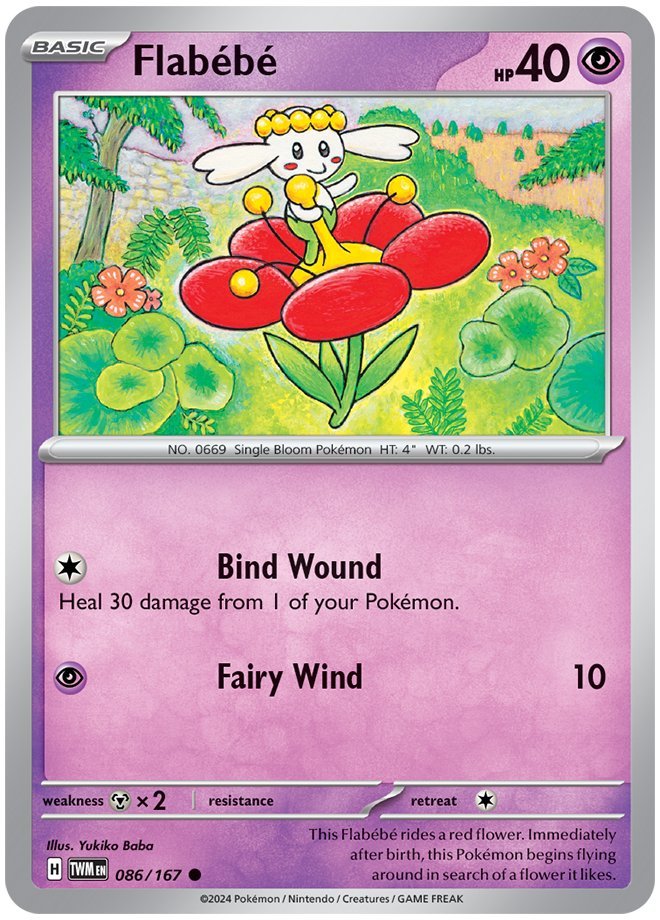 BASIC
Flabébé
HP 40
NO. 0669 Single Bloom Pokémon HT: 4" WT: 0.2 lbs.
Bind Wound
Heal 30 damage from 1 of your Pokémon.
Fairy Wind 10
weakness ×2 resistance retreat
Illus. Yukiko Baba
This Flabébé rides a red flower. Immediately
after birth, this Pokémon begins flying
around in search of a flower it likes.
H TWM EN 086/167
©2024 Pokémon / Nintendo / Creatures / GAME FREAK